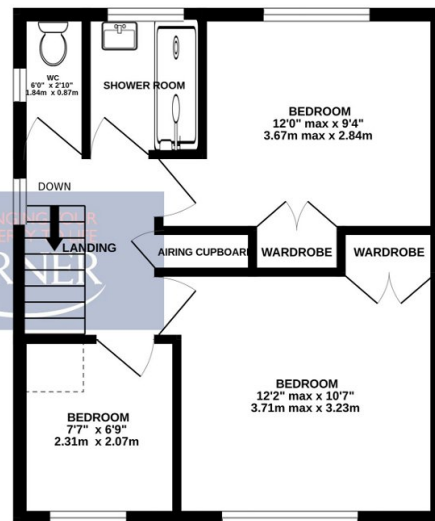 WC
6'0" x 2'10"
1.84m x 0.87m
SHOWER ROOM
BEDROOM
12'0" max x 9'4"
3.67m max x 2.84m
DOWN
LANDING
AIRING CUPBOARD
WARDROBE
WARDROBE
BEDROOM
12'2" max x 10'7"
3.71m max x 3.23m
BEDROOM
7'7" x 6'9"
2.31m x 2.07m